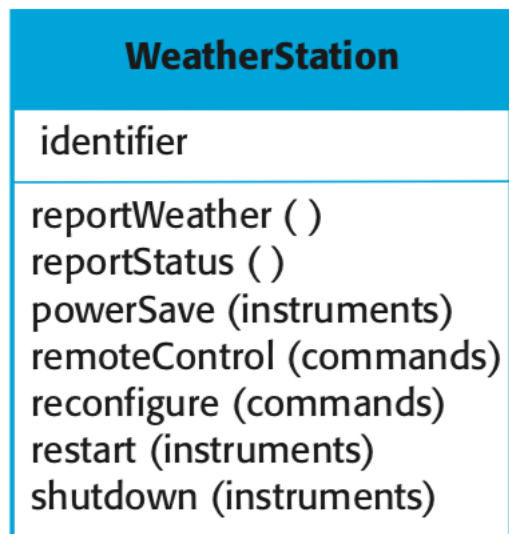 WeatherStation
identifier
reportWeather ( )
reportStatus ( )
powerSave (instruments)
remoteControl (commands)
reconfigure (commands)
restart (instruments)
shutdown (instruments)